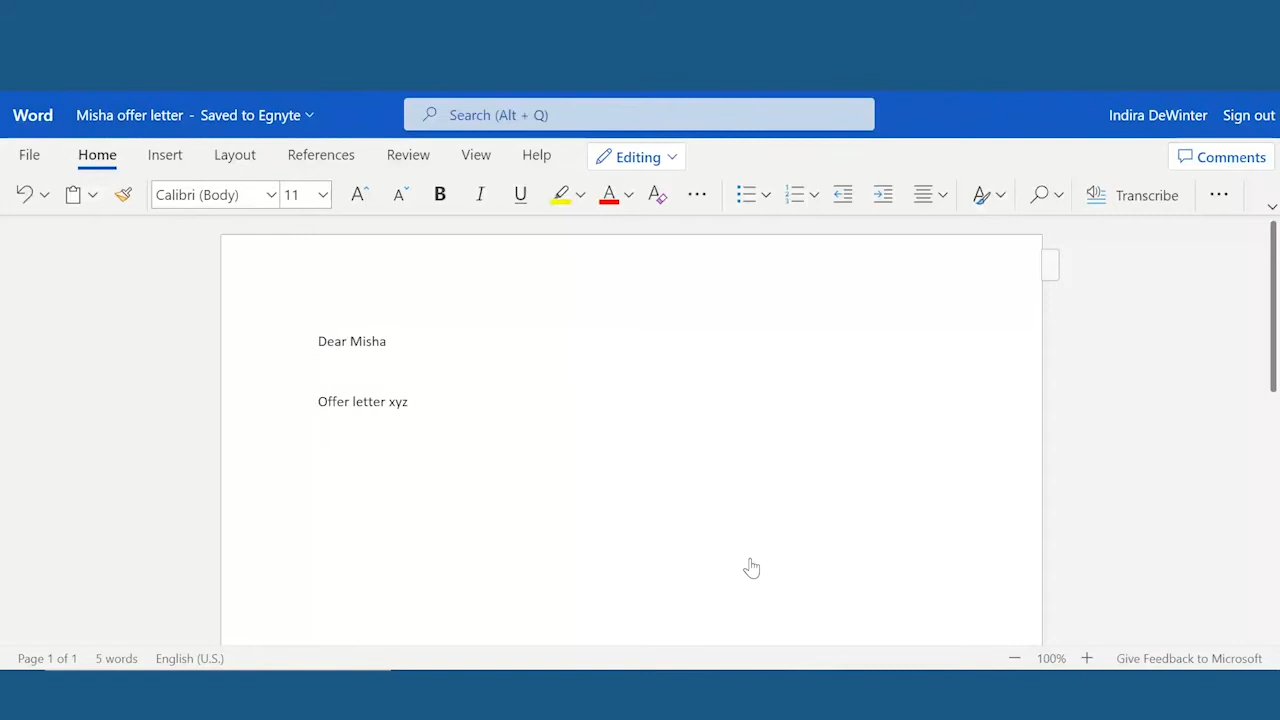 Word Misha offer letter - Saved to Egnyte Search (Alt + Q) Indira DeWinter Sign out
File Home Insert Layout References Review View Help Editing Comments
Calibri (Body) 11 A A B I U A A Transcribe
Dear Misha
Offer letter xyz
Page 1 of 1 5 words English (U.S.) 100% Give Feedback to Microsoft